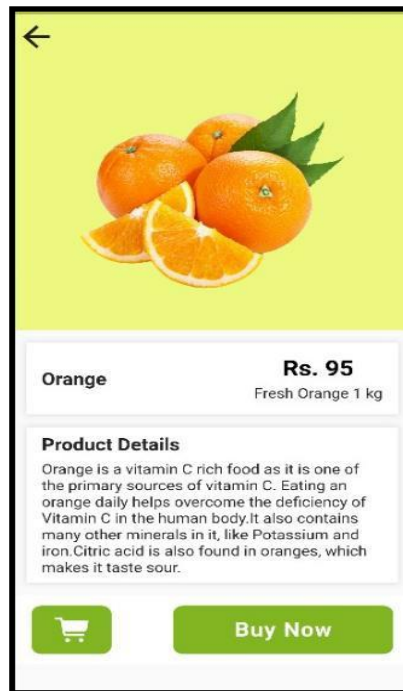 Orange
Rs. 95
Fresh Orange 1 kg
Product Details
Orange is a vitamin C rich food as it is one of
the primary sources of vitamin C. Eating an
orange daily helps overcome the deficiency of
Vitamin C in the human body.It also contains
many other minerals in it, like Potassium and
iron.Citric acid is also found in oranges, which
makes it taste sour.
Buy Now